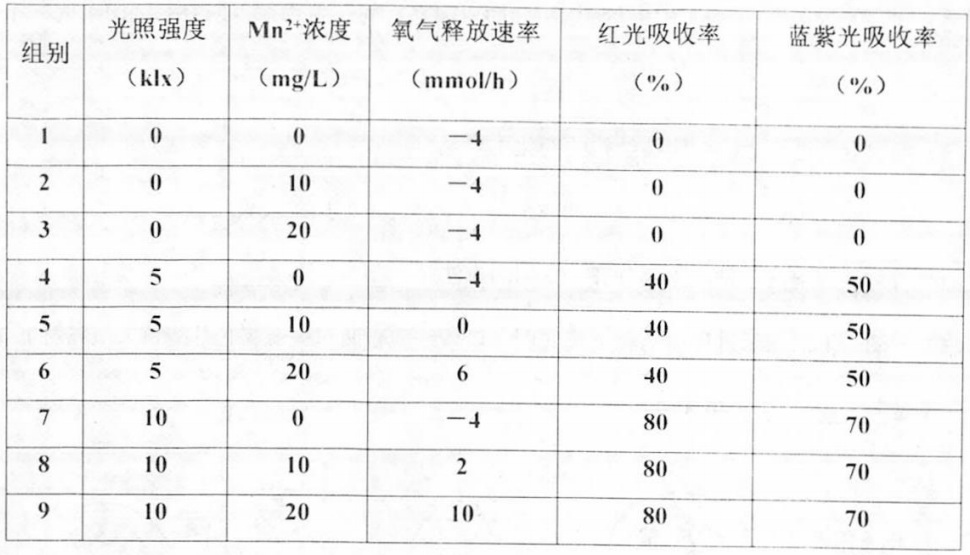 组别 光照强度（klx） Mn²⁺浓度（mg/L） 氧气释放速率（mmol/h） 红光吸收率（%） 蓝紫光吸收率（%）
1 0 0 －4 0 0
2 0 10 －4 0 0
3 0 20 －4 0 0
4 5 0 －4 40 50
5 5 10 0 40 50
6 5 20 6 40 50
7 10 0 －4 80 70
8 10 10 2 80 70
9 10 20 10 80 70